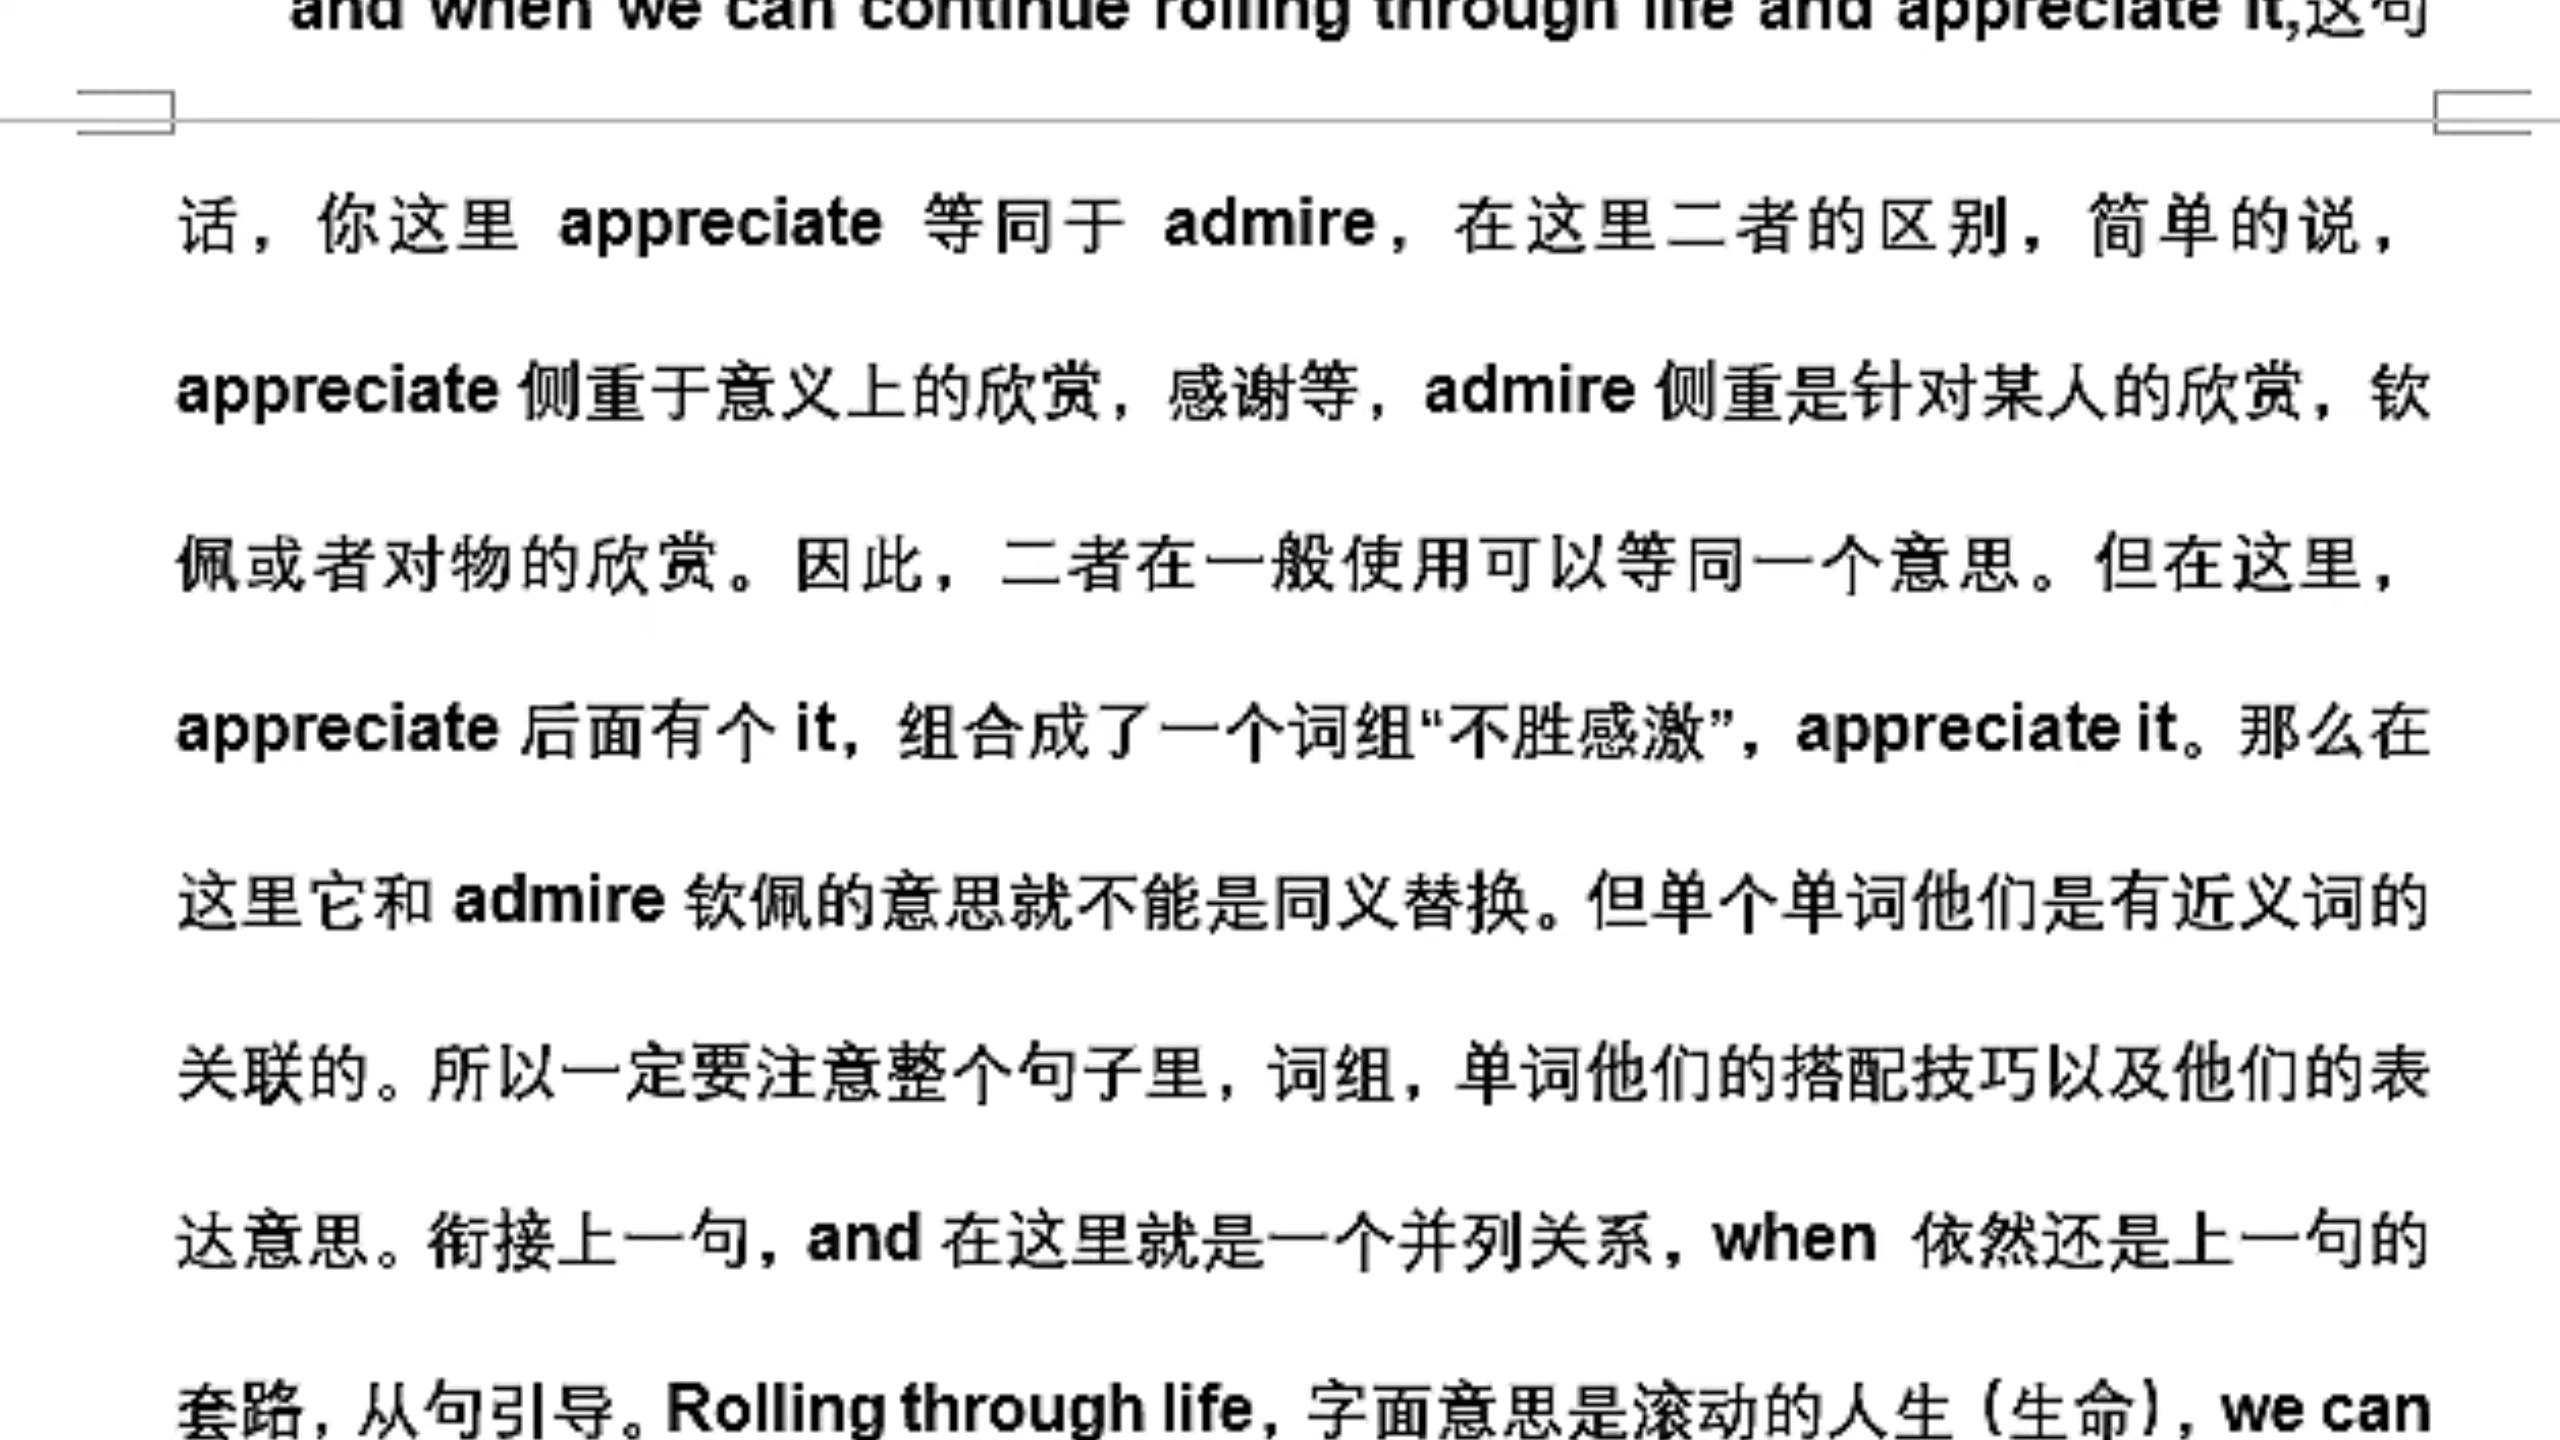 and when we can continue rolling through life and appreciate it,这句
话，你这里 appreciate 等同于 admire，在这里二者的区别，简单的说，
appreciate 侧重于意义上的欣赏，感谢等，admire 侧重是针对某人的欣赏，钦
佩或者对物的欣赏。因此，二者在一般使用可以等同一个意思。但在这里，
appreciate 后面有个 it，组合成了一个词组“不胜感激”，appreciate it。那么在
这里它和 admire 钦佩的意思就不能是同义替换。但单个单词他们是有近义词的
关联的。所以一定要注意整个句子里，词组，单词他们的搭配技巧以及他们的表
达意思。衔接上一句，and 在这里就是一个并列关系，when 依然还是上一句的
套路，从句引导。Rolling through life，字面意思是滚动的人生（生命），we can